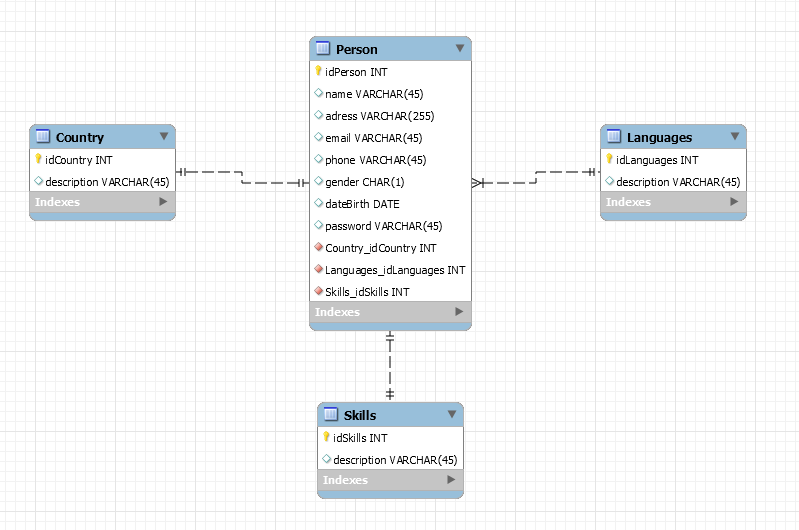 Person
idPerson INT
name VARCHAR(45)
adress VARCHAR(255)
email VARCHAR(45)
phone VARCHAR(45)
gender CHAR(1)
dateBirth DATE
password VARCHAR(45)
Country_idCountry INT
Languages_idLanguages INT
Skills_idSkills INT
Indexes
Country
idCountry INT
description VARCHAR(45)
Indexes
Languages
idLanguages INT
description VARCHAR(45)
Indexes
Skills
idSkills INT
description VARCHAR(45)
Indexes